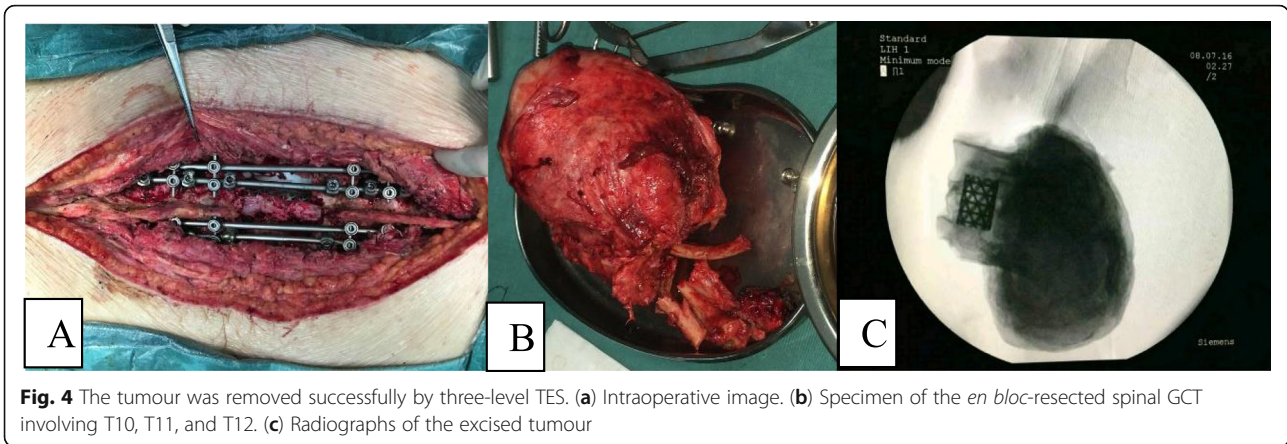 Standard
LIH 1
Minimum mode
08.07.16
02.27
/2
Siemens
A
B
C
Fig. 4 The tumour was removed successfully by three-level TES. (a) Intraoperative image. (b) Specimen of the en bloc-resected spinal GCT
involving T10, T11, and T12. (c) Radiographs of the excised tumour